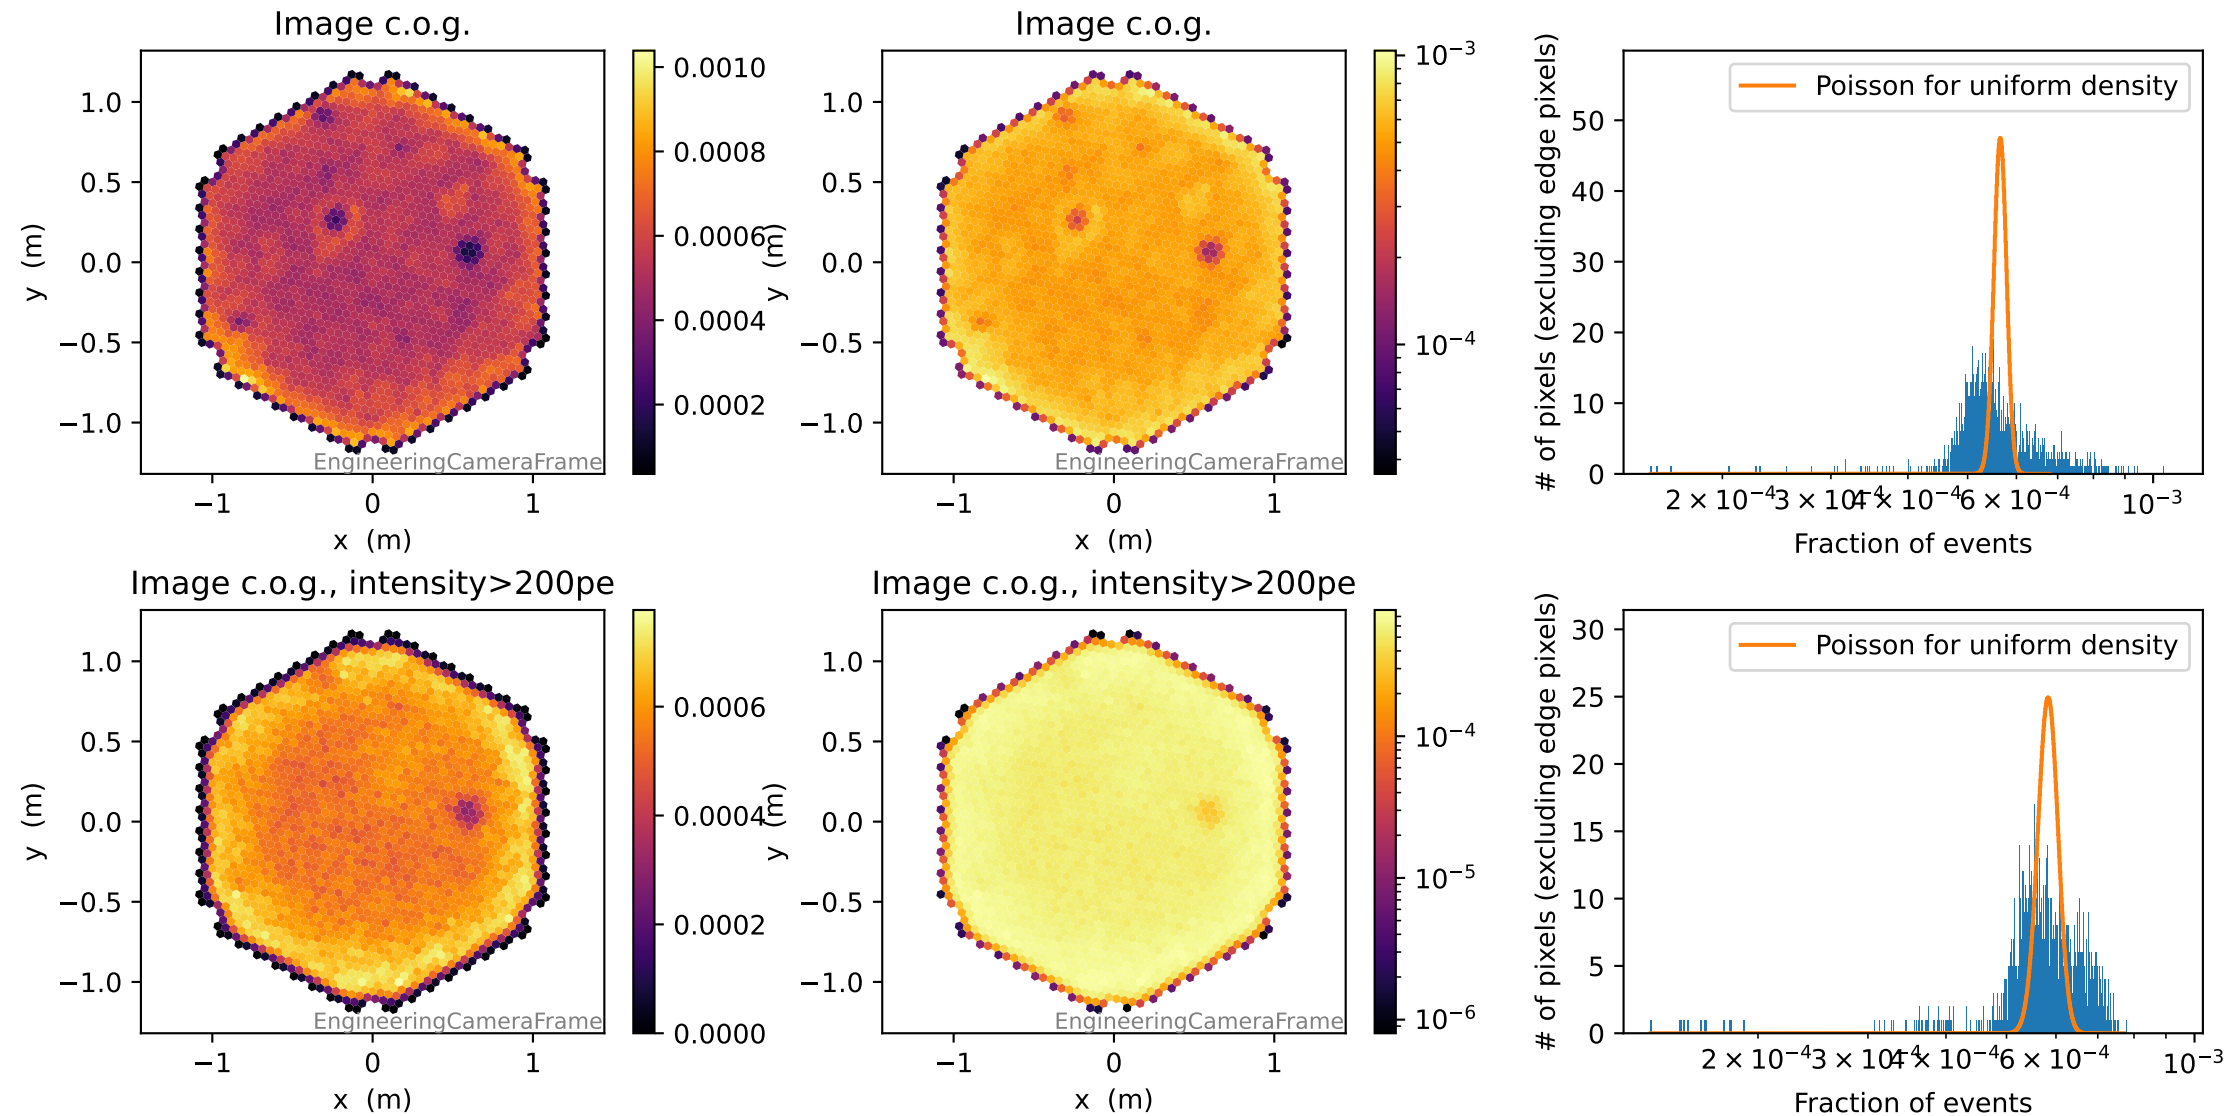 Image c.o.g.
1.0
0.5
0.0
−0.5
−1.0
y (m)
−1
0
1
x (m)
EngineeringCameraFrame
0.0010
0.0008
0.0006
0.0004
0.0002
Image c.o.g.
1.0
0.5
0.0
−0.5
−1.0
y (m)
−1
0
1
x (m)
EngineeringCameraFrame
10⁻³
10⁻⁴
Poisson for uniform density
50
40
30
20
10
0
# of pixels (excluding edge pixels)
2 × 10⁻⁴
3 × 10⁻⁴
4 × 10⁻⁴
6 × 10⁻⁴
10⁻³
Fraction of events
Image c.o.g., intensity>200pe
1.0
0.5
0.0
−0.5
−1.0
y (m)
−1
0
1
x (m)
EngineeringCameraFrame
0.0006
0.0004
0.0002
0.0000
Image c.o.g., intensity>200pe
1.0
0.5
0.0
−0.5
−1.0
y (m)
−1
0
1
x (m)
EngineeringCameraFrame
10⁻⁴
10⁻⁵
10⁻⁶
Poisson for uniform density
30
25
20
15
10
5
0
# of pixels (excluding edge pixels)
2 × 10⁻⁴
3 × 10⁻⁴
4 × 10⁻⁴
6 × 10⁻⁴
10⁻³
Fraction of events